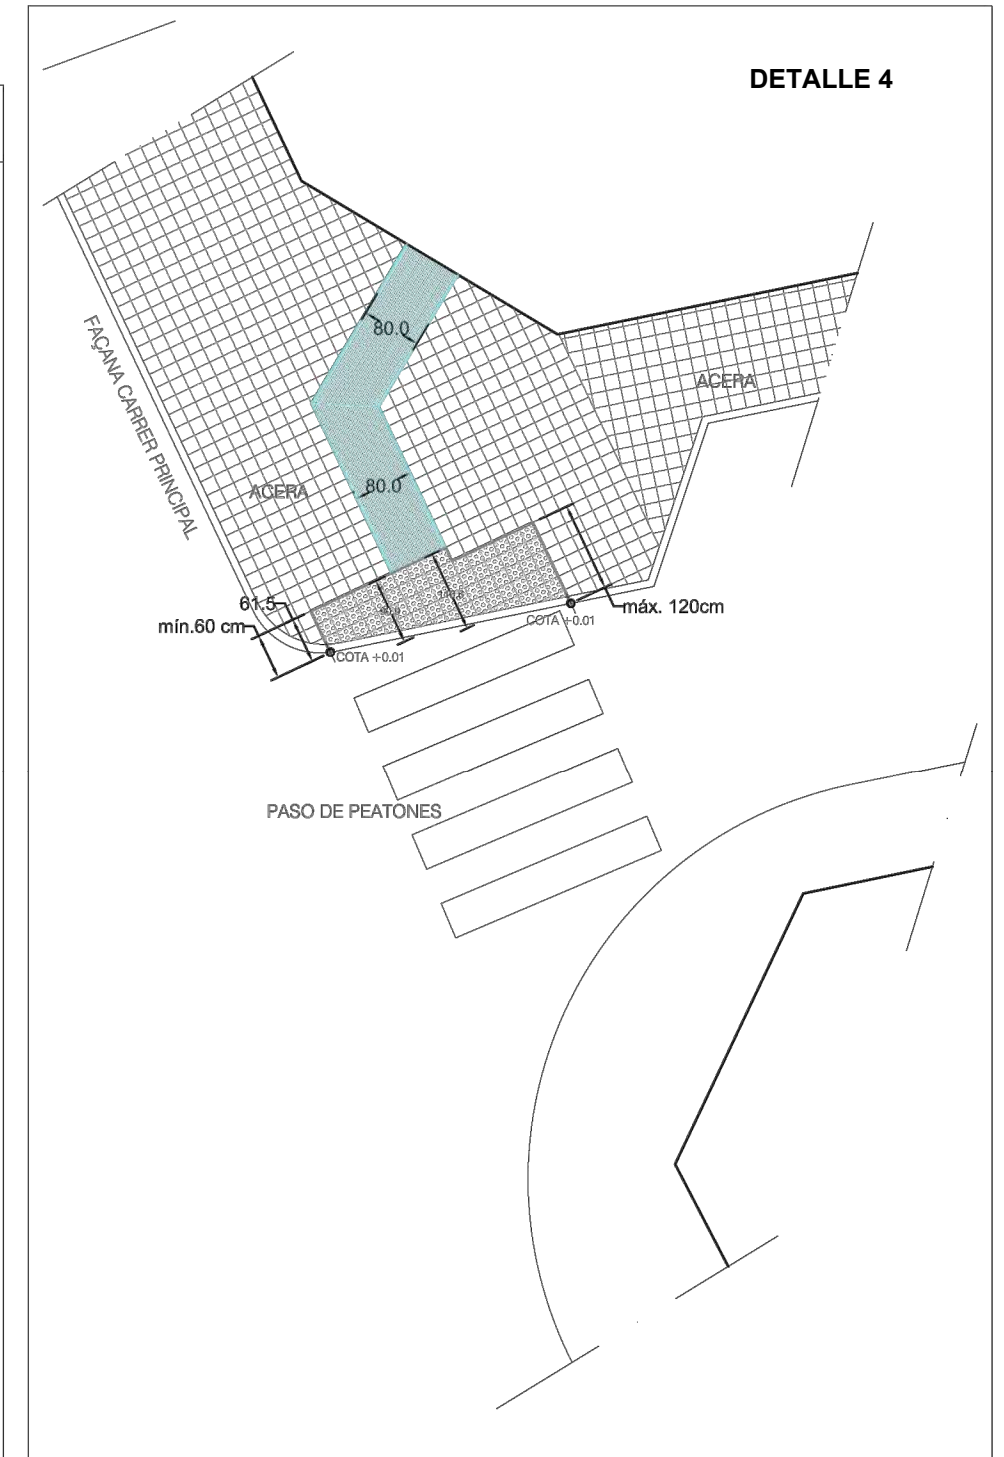 DETALLE 4
80.0
FAÇANA CARRER PRINCIPAL
ACERA
ACERA
80.0
61.5
mín.60 cm
máx. 120cm
COTA +0.01
COTA +0.01
PASO DE PEATONES